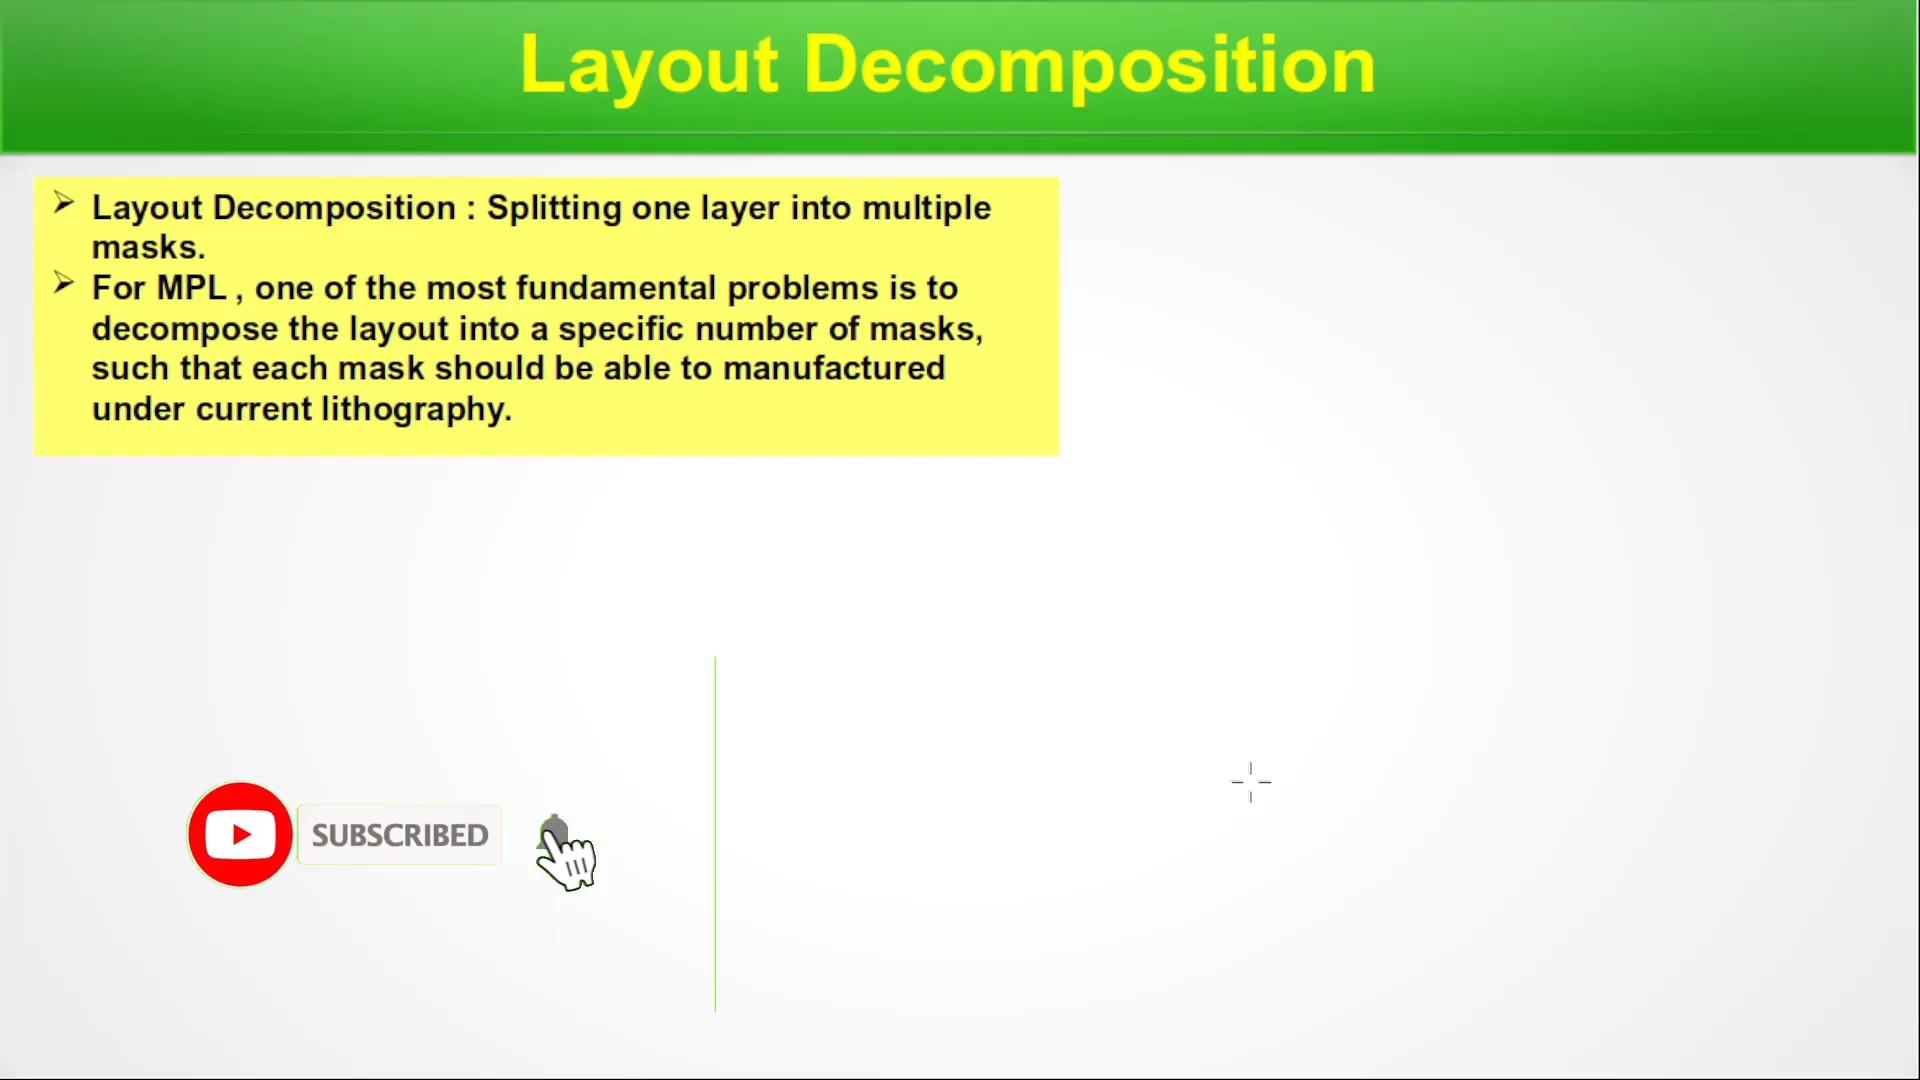 Layout Decomposition
Layout Decomposition : Splitting one layer into multiple
masks.
For MPL , one of the most fundamental problems is to
decompose the layout into a specific number of masks,
such that each mask should be able to manufactured
under current lithography.
SUBSCRIBED